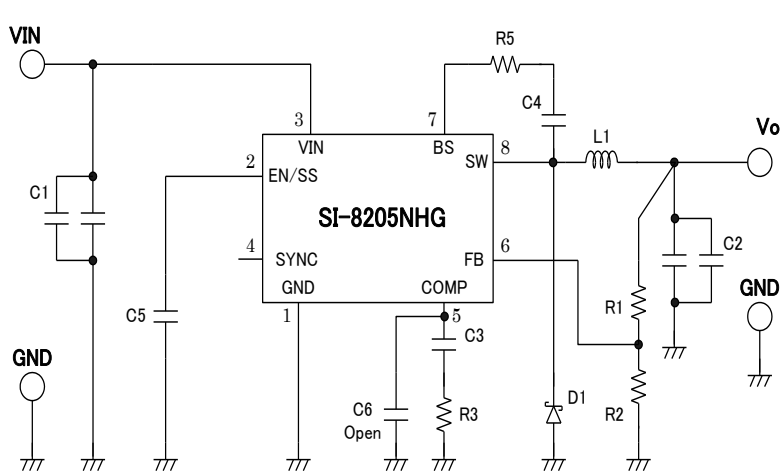 VIN
R5
C4
3
7
L1
Vo
VIN
BS
8
SW
2
EN/SS
C1
SI-8205NHG
4
SYNC
6
FB
C2
GND
COMP
GND
1
5
R1
C5
C3
GND
C6
Open
R3
D1
R2